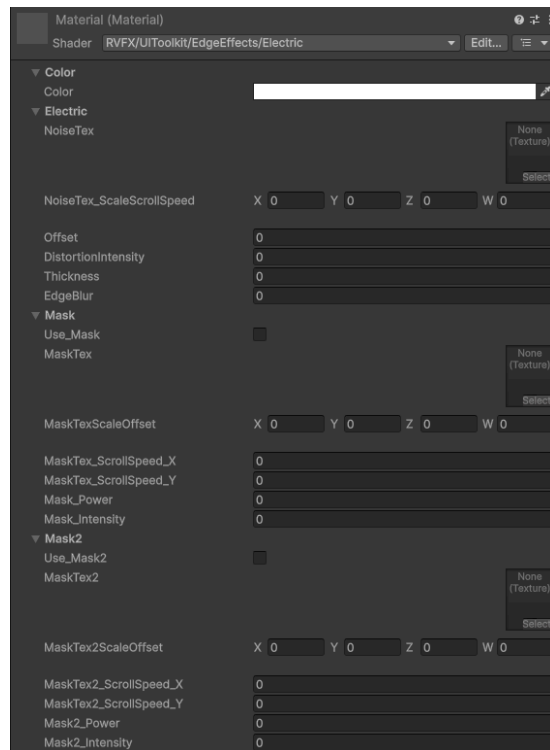 Material (Material)
Shader RVFX/UIToolkit/EdgeEffects/Electric Edit...
Color
Color
Electric
NoiseTex
None
(Texture)
Select
NoiseTex_ScaleScrollSpeed X 0 Y 0 Z 0 W 0
Offset 0
DistortionIntensity 0
Thickness 0
EdgeBlur 0
Mask
Use_Mask
MaskTex
None
(Texture)
Select
MaskTexScaleOffset X 0 Y 0 Z 0 W 0
MaskTex_ScrollSpeed_X 0
MaskTex_ScrollSpeed_Y 0
Mask_Power 0
Mask_Intensity 0
Mask2
Use_Mask2
MaskTex2
None
(Texture)
Select
MaskTex2ScaleOffset X 0 Y 0 Z 0 W 0
MaskTex2_ScrollSpeed_X 0
MaskTex2_ScrollSpeed_Y 0
Mask2_Power 0
Mask2_Intensity 0